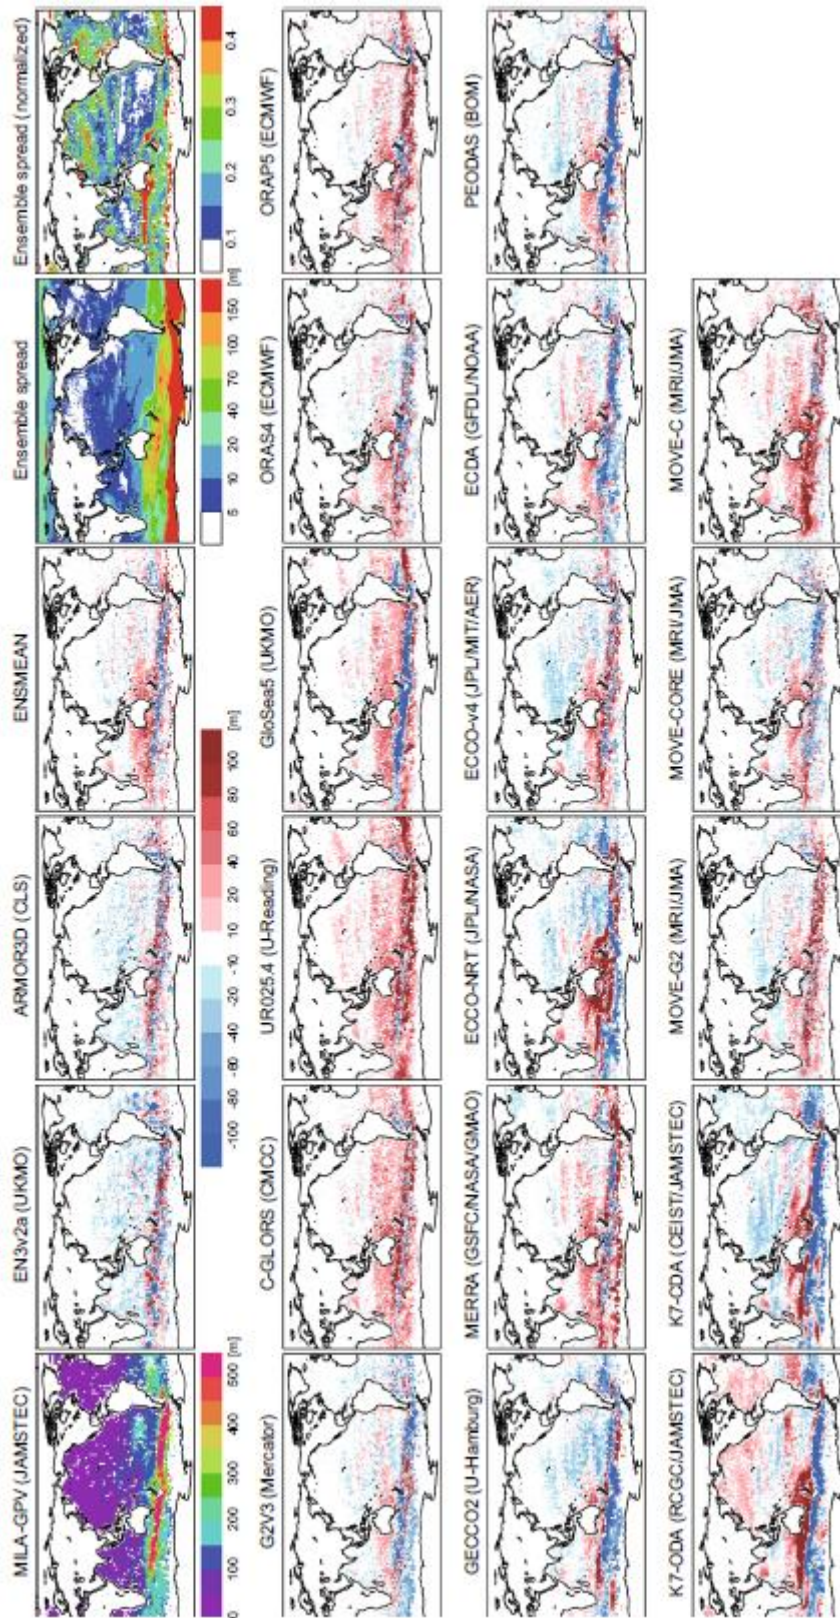 MILA-GPV (JAMSTEC) EN3v2a (UKMO) ARMOR3D (CLS) ENSMEAN Ensemble spread Ensemble spread (normalized)
0 100 200 300 400 500 [m] -100 -80 -60 -40 -20 -10 10 20 40 60 80 100 [m] 5 10 20 40 70 100 150 [m] 0.1 0.2 0.3 0.4
G2V3 (Mercator) C-GLORS (CMCC) UR025.4 (U-Reading) GloSea5 (UKMO) ORAS4 (ECMWF) ORAP5 (ECMWF)
GECCO2 (U-Hamburg) MERRA (GSFC/NASA/GMAO) ECCO-NRT (JPL/NASA) ECCO-v4 (JPL/MIT/AER) ECDA (GFDL/NOAA) PEODAS (BOM)
K7-ODA (RCGC/JAMSTEC) K7-CDA (CEIST/JAMSTEC) MOVE-G2 (MRI/JMA) MOVE-CORE (MRI/JMA) MOVE-C (MRI/JMA)